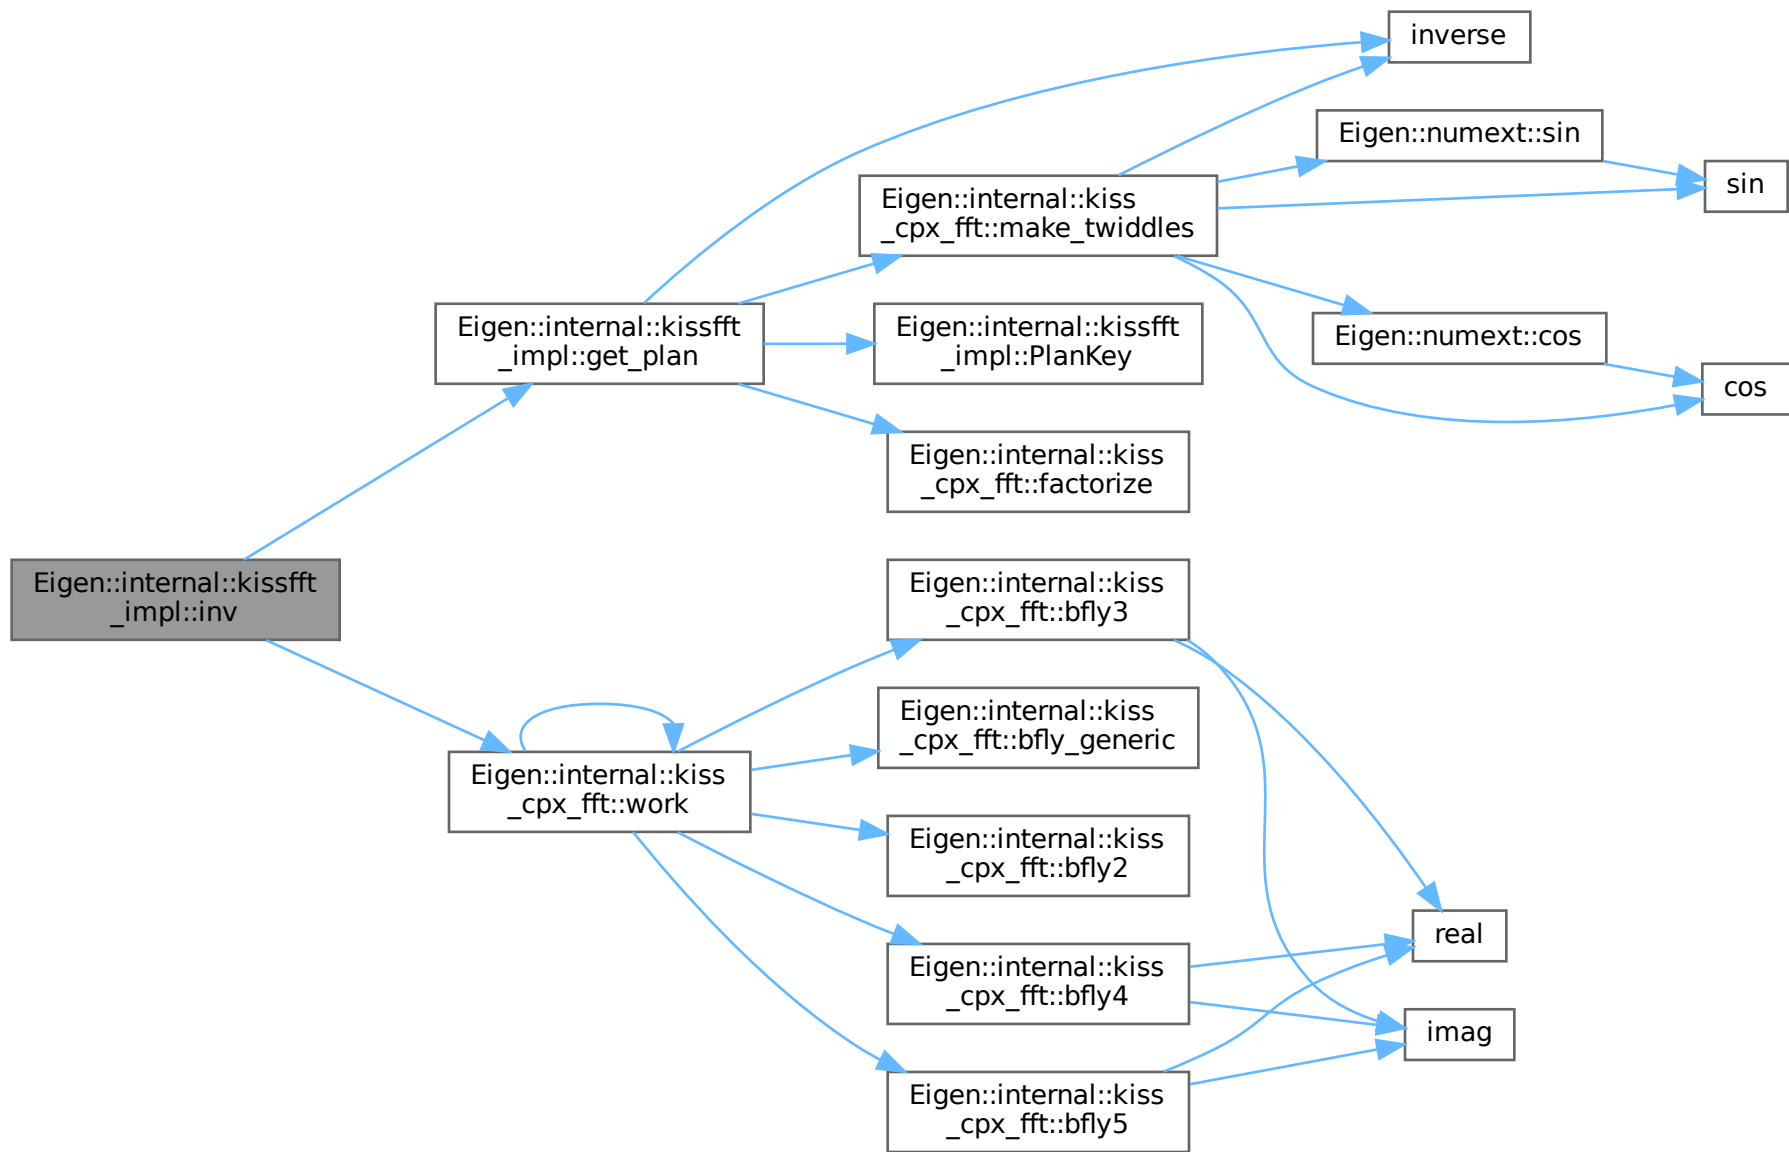 inverse
Eigen::numext::sin
sin
Eigen::internal::kiss
_cpx_fft::make_twiddles
Eigen::internal::kissfft
_impl::get_plan
Eigen::internal::kissfft
_impl::PlanKey
Eigen::numext::cos
cos
Eigen::internal::kiss
_cpx_fft::factorize
Eigen::internal::kissfft
_impl::inv
Eigen::internal::kiss
_cpx_fft::bfly3
Eigen::internal::kiss
_cpx_fft::bfly_generic
Eigen::internal::kiss
_cpx_fft::work
Eigen::internal::kiss
_cpx_fft::bfly2
real
Eigen::internal::kiss
_cpx_fft::bfly4
imag
Eigen::internal::kiss
_cpx_fft::bfly5